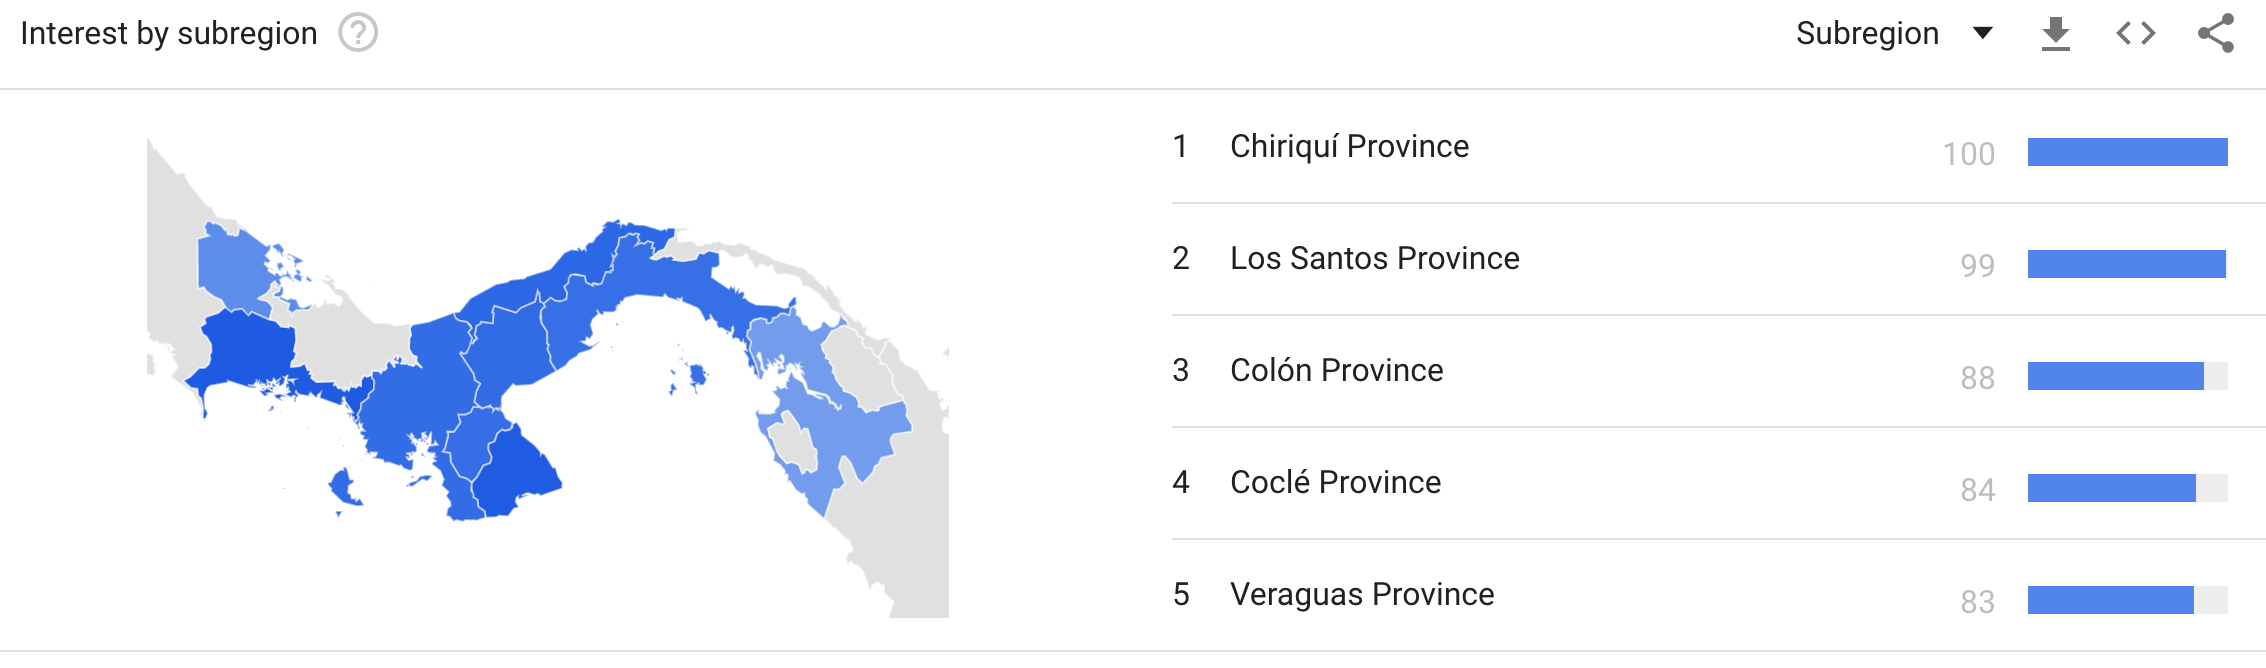 Interest by subregion ?
Subregion
1 Chiriquí Province 100
2 Los Santos Province 99
3 Colón Province 88
4 Coclé Province 84
5 Veraguas Province 83